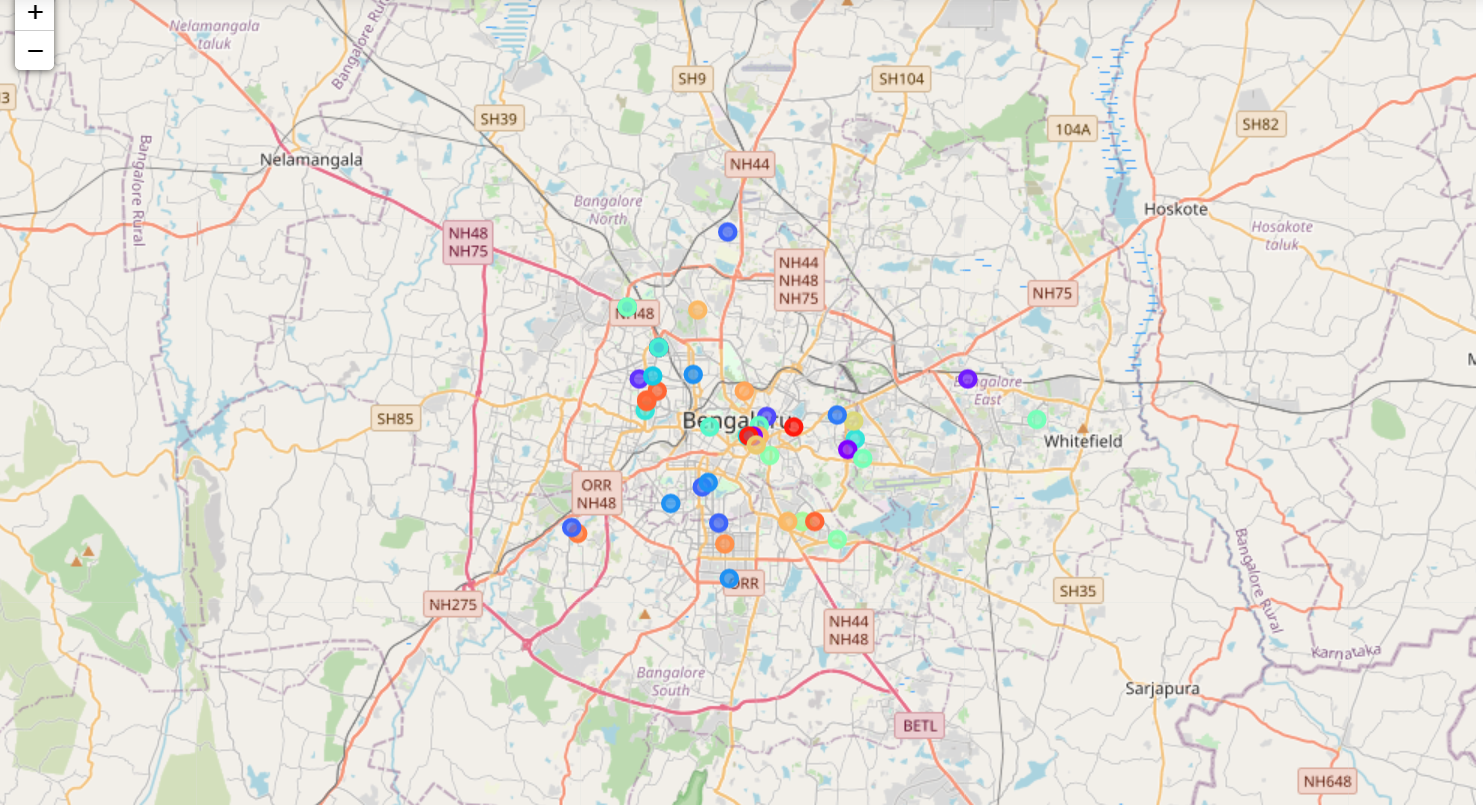 +
−
Nelamangala
taluk
Bangalore Rural
SH9
SH104
SH39
104A
SH82
Nelamangala
NH44
Bangalore Rural
Bangalore
North
Hoskote
Hosakote
taluk
NH48
NH75
NH44
NH48
NH75
NH75
NH48
Bangalore
East
SH85
Bengaluru
Whitefield
ORR
NH48
NH275
ORR
SH35
Bangalore Rural
NH44
NH48
Karnataka
Bangalore
South
Sarjapura
BETL
NH648